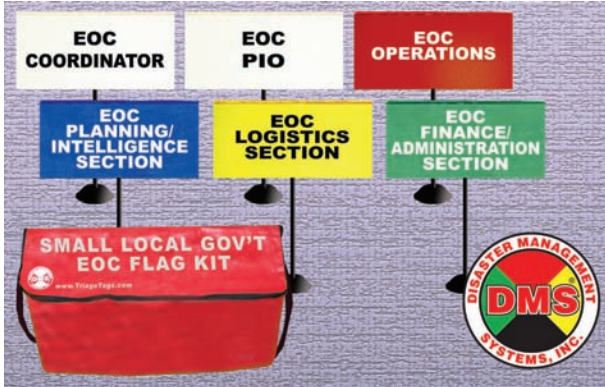 EOC
COORDINATOR
EOC
PIO
EOC
OPERATIONS
EOC
PLANNING/
INTELLIGENCE
SECTION
EOC
LOGISTICS
SECTION
EOC
FINANCE/
ADMINISTRATION
SECTION
SMALL LOCAL GOV'T
EOC FLAG KIT
www.TriageTags.com
DISASTER MANAGEMENT
DMS
SYSTEMS, INC.